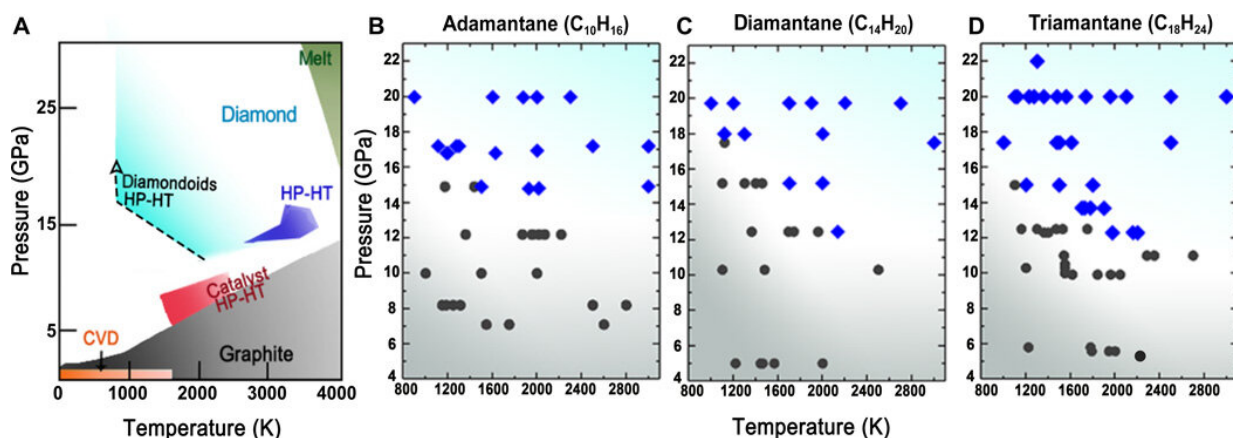 A
Pressure (GPa)
25
15
5
Melt
Diamond
Diamondoids
HP-HT
HP-HT
Catalyst
HP-HT
CVD
Graphite
0 1000 2000 3000 4000
Temperature (K)
B Adamantane (C₁₀H₁₆)
Pressure (GPa)
22
20
18
16
14
12
10
8
6
4
800 1200 1600 2000 2400 2800
C Diamantane (C₁₄H₂₀)
22
20
18
16
14
12
10
8
6
4
800 1200 1600 2000 2400 2800
Temperature (K)
D Triamantane (C₁₈H₂₄)
22
20
18
16
14
12
10
8
6
4
800 1200 1600 2000 2400 2800